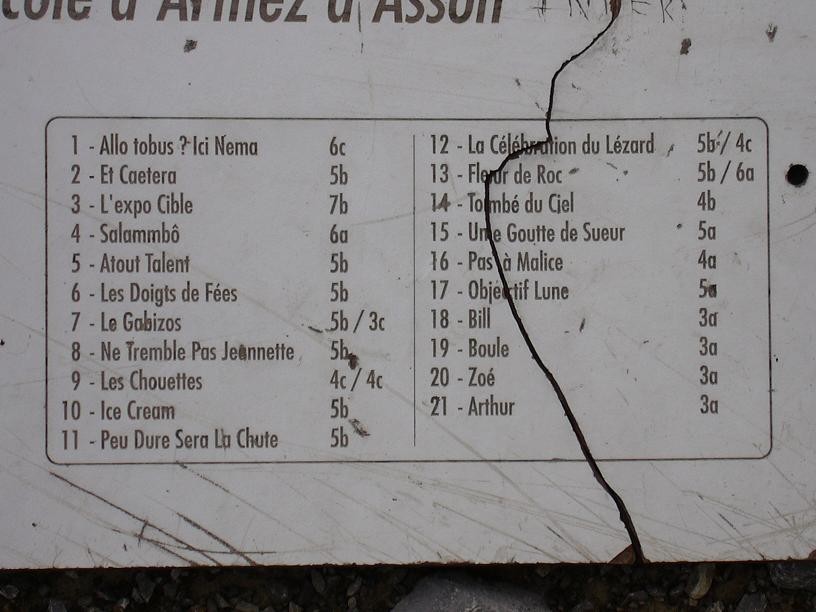 d'Armez d'Asson
1 - Allo tobus ? Ici Nema 6c
2 - Et Caetera 5b
3 - L'expo Cible 7b
4 - Salammbô 6a
5 - Atout Talent 5b
6 - Les Doigts de Fées 5b
7 - Le Gabizos 5b / 3c
8 - Ne Tremble Pas Jeannette 5b
9 - Les Chouettes 4c / 4c
10 - Ice Cream 5b
11 - Peu Dure Sera La Chute 5b
12 - La Célébration du Lézard 5b / 4c
13 - Fleur de Roc 5b / 6a
14 - Tombé du Ciel 4b
15 - Une Goutte de Sueur 5a
16 - Pas à Malice 4a
17 - Objectif Lune 5a
18 - Bill 3a
19 - Boule 3a
20 - Zoé 3a
21 - Arthur 3a